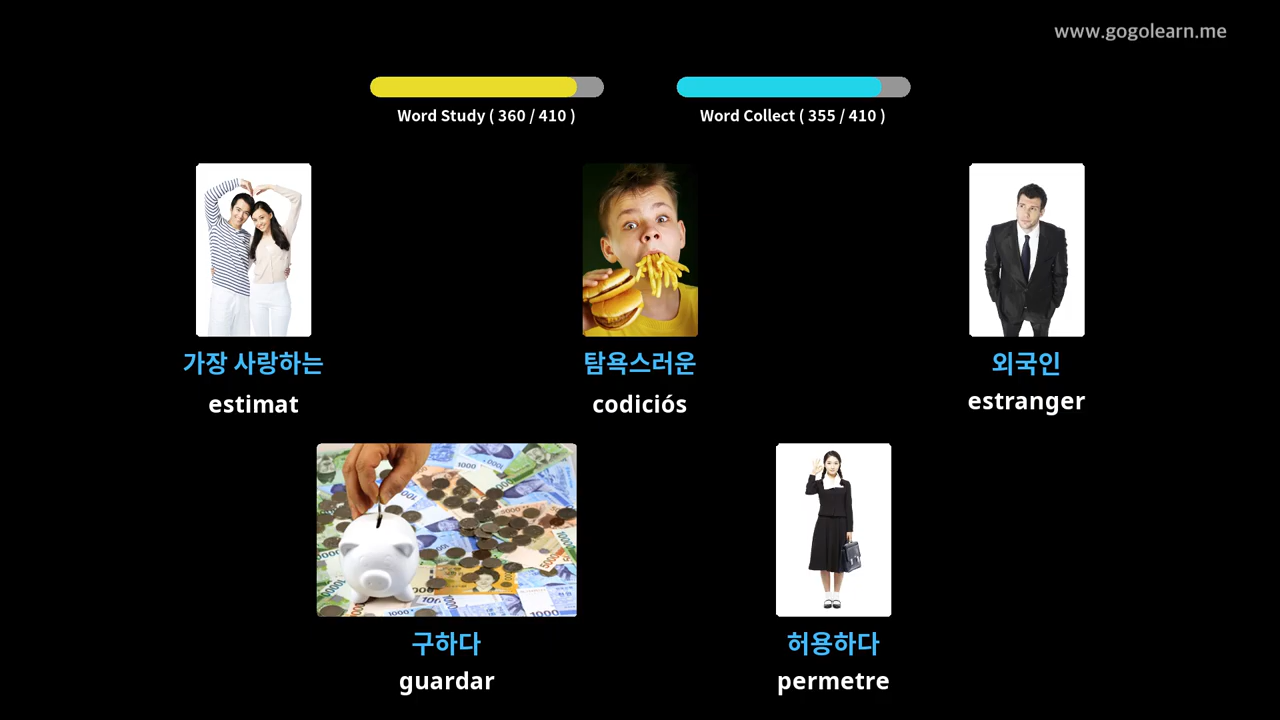 www.gogolearn.me
Word Study ( 360 / 410 )
Word Collect ( 355 / 410 )
가장 사랑하는
estimat
탐욕스러운
codiciós
외국인
estranger
구하다
guardar
허용하다
permetre